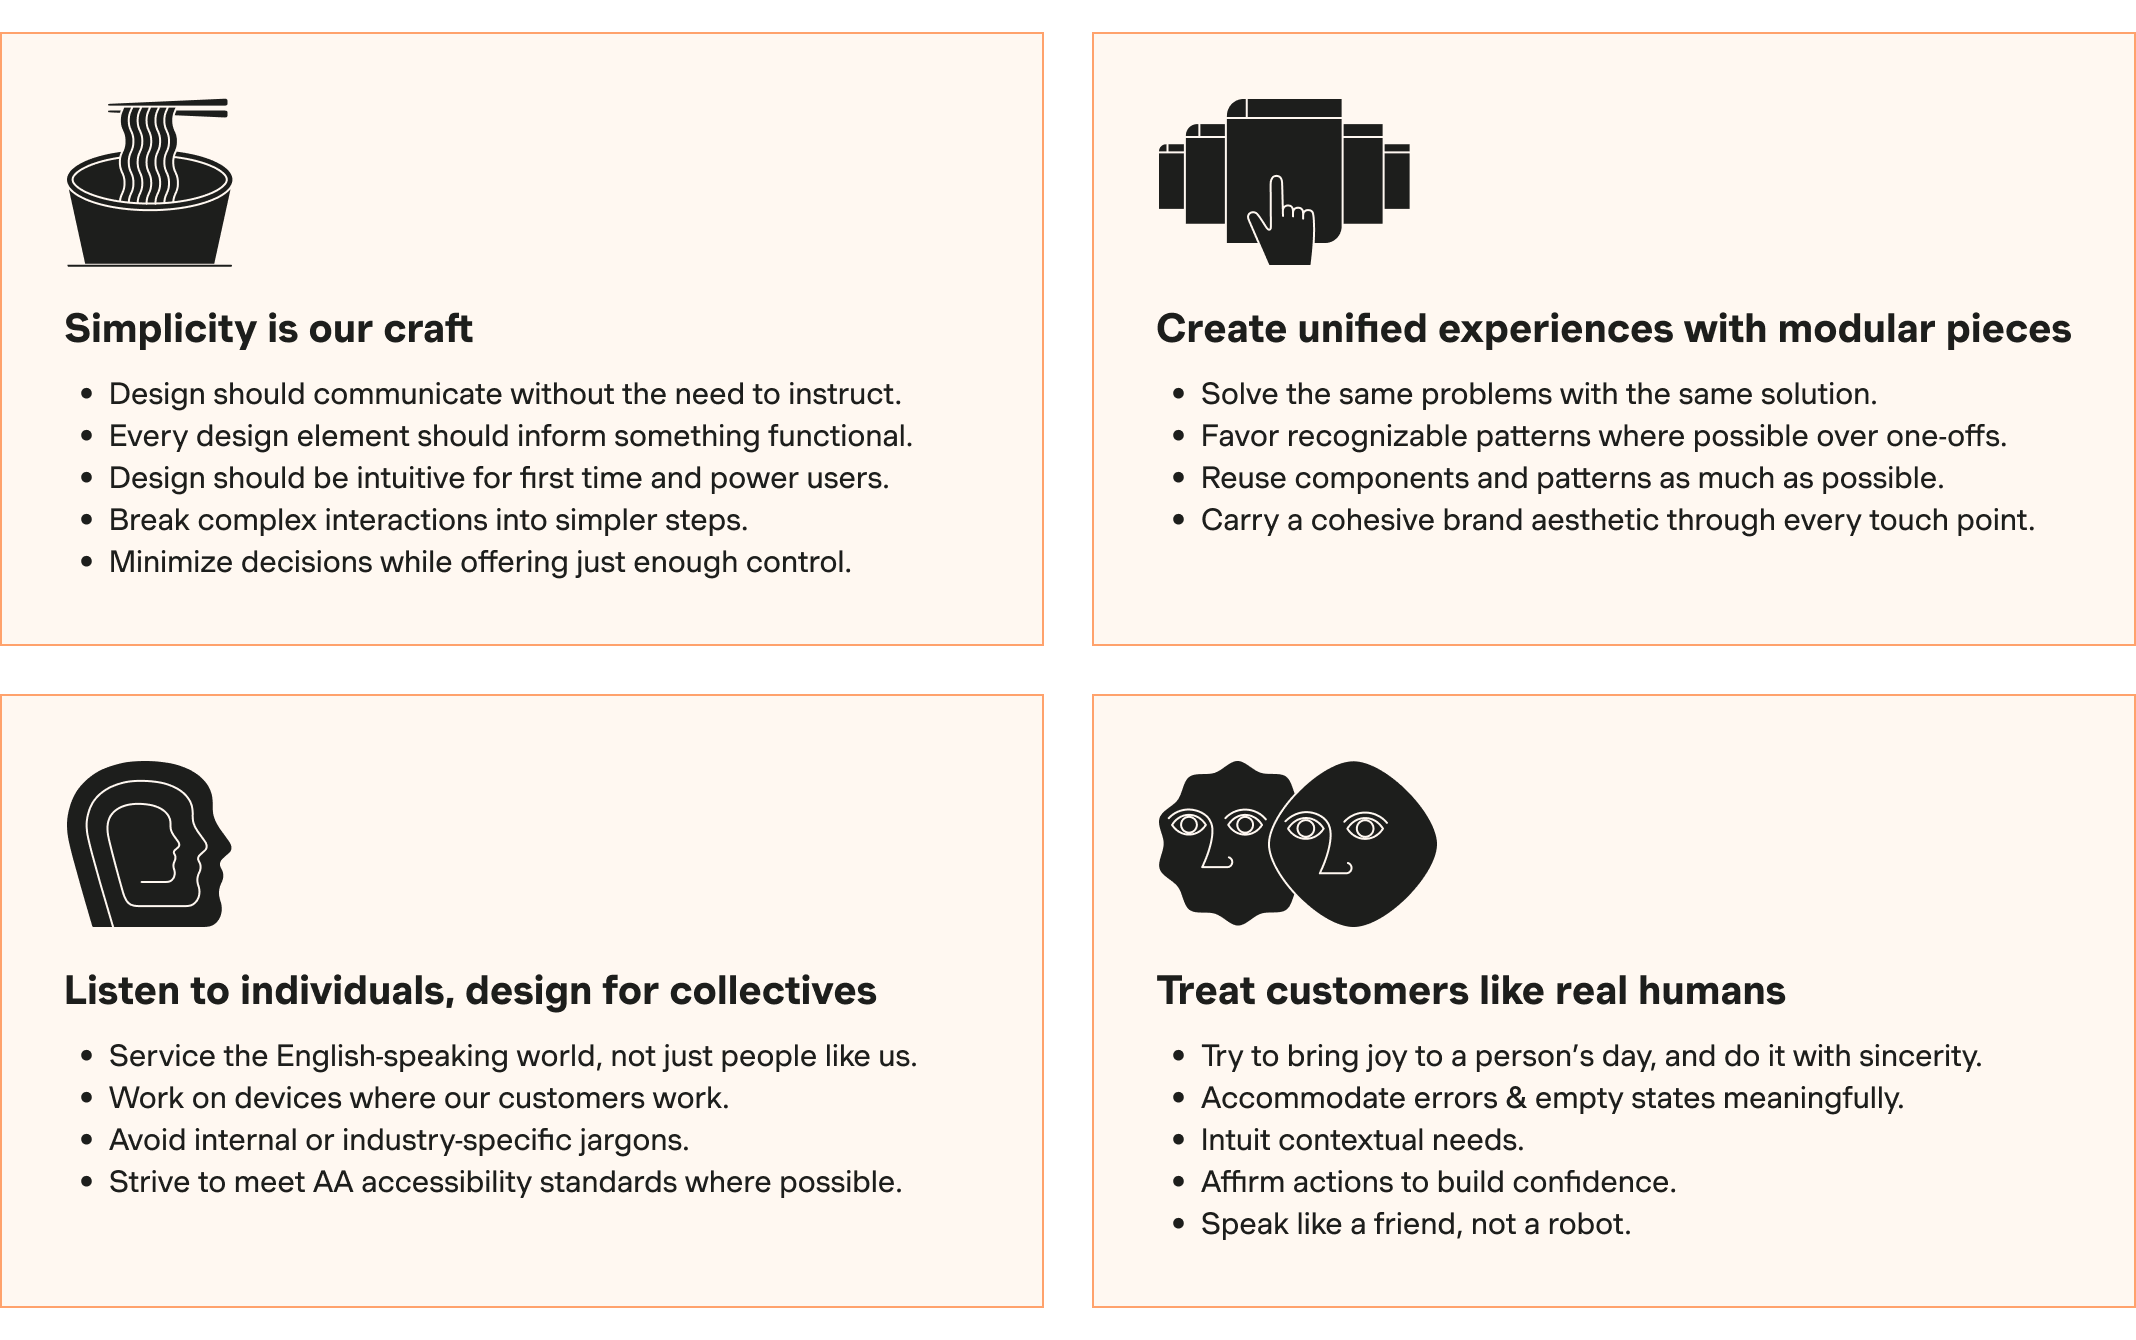 Simplicity is our craft
• Design should communicate without the need to instruct.
• Every design element should inform something functional.
• Design should be intuitive for first time and power users.
• Break complex interactions into simpler steps.
• Minimize decisions while offering just enough control.
Create unified experiences with modular pieces
• Solve the same problems with the same solution.
• Favor recognizable patterns where possible over one-offs.
• Reuse components and patterns as much as possible.
• Carry a cohesive brand aesthetic through every touch point.
Listen to individuals, design for collectives
• Service the English-speaking world, not just people like us.
• Work on devices where our customers work.
• Avoid internal or industry-specific jargons.
• Strive to meet AA accessibility standards where possible.
Treat customers like real humans
• Try to bring joy to a person’s day, and do it with sincerity.
• Accommodate errors & empty states meaningfully.
• Intuit contextual needs.
• Affirm actions to build confidence.
• Speak like a friend, not a robot.